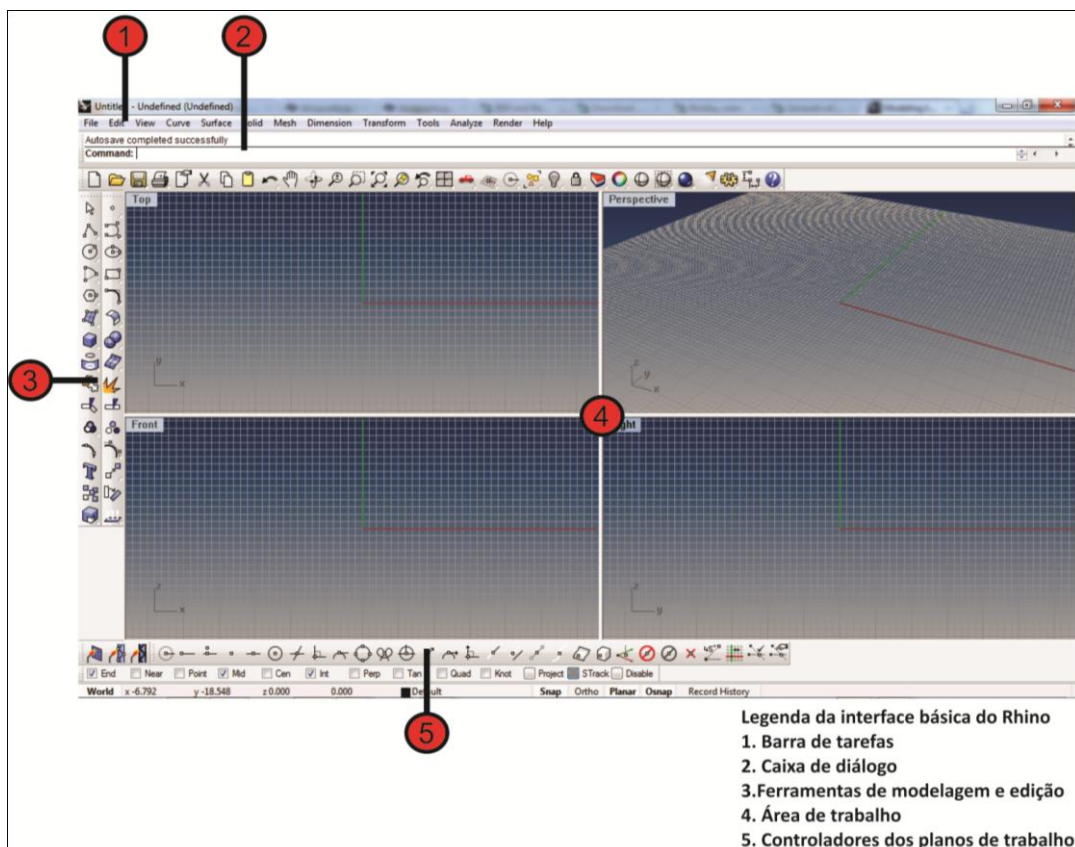 1
2
Untitled - Undefined (Undefined)
File Edit View Curve Surface Solid Mesh Dimension Transform Tools Analyze Render Help
Autosave completed successfully
Command:
Top
Perspective
y
x
z
y
x
3
4
Front
z
x
z
y
End Near Point Mid Cen Int Perp Tan Quad Knot Project STrack Disable
World x -6.792 y -18.548 z 0.000 0.000 Default Snap Ortho Planar Osnap Record History
5
Legenda da interface básica do Rhino
1. Barra de tarefas
2. Caixa de diálogo
3.Ferramentas de modelagem e edição
4. Área de trabalho
5. Controladores dos planos de trabalho